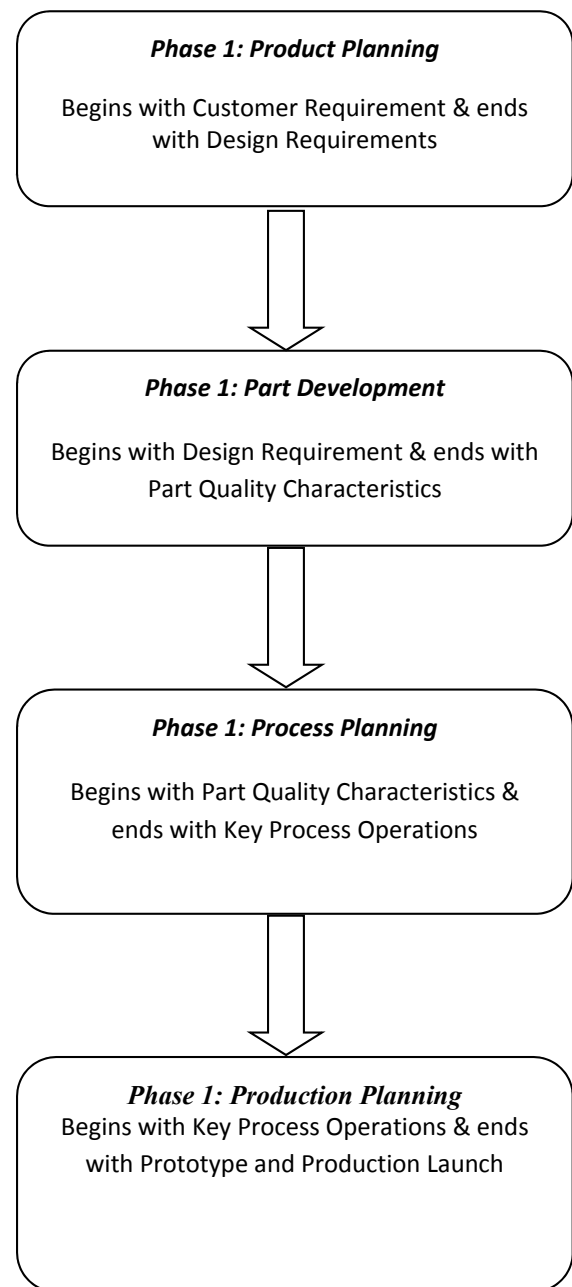 Phase 1: Product Planning
Begins with Customer Requirement & ends
with Design Requirements
Phase 1: Part Development
Begins with Design Requirement & ends with
Part Quality Characteristics
Phase 1: Process Planning
Begins with Part Quality Characteristics &
ends with Key Process Operations
Phase 1: Production Planning
Begins with Key Process Operations & ends
with Prototype and Production Launch